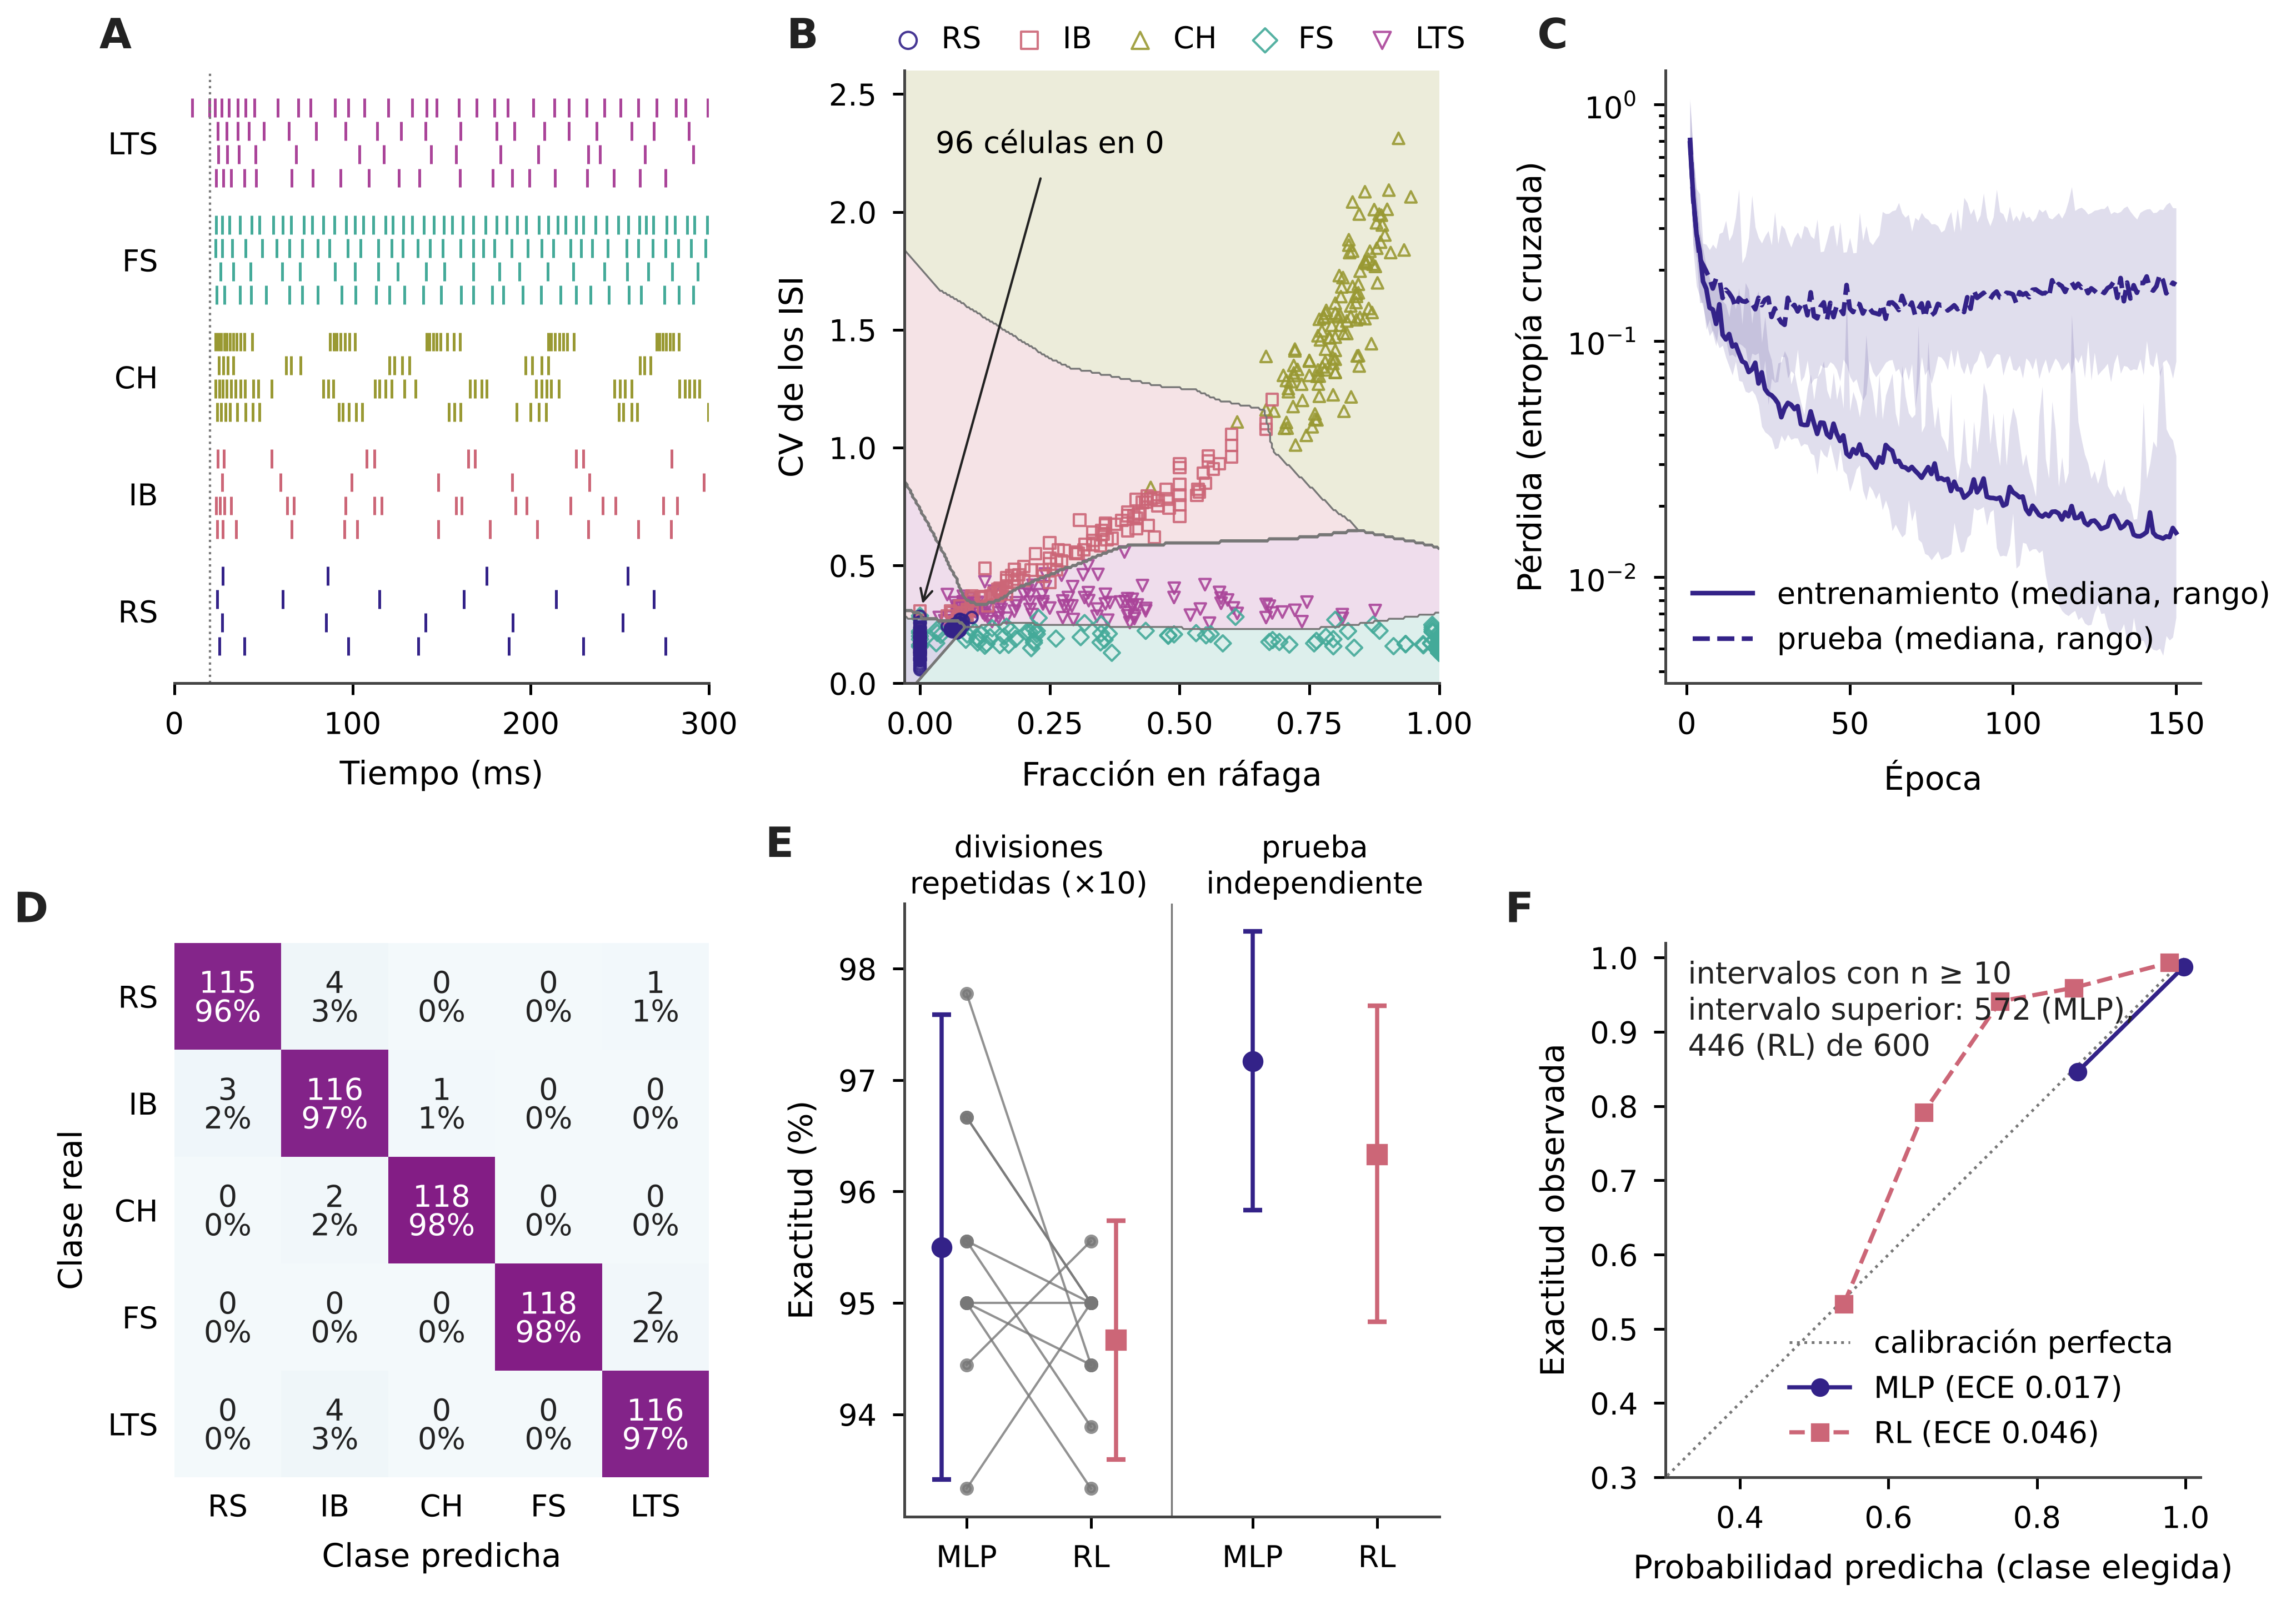 A
LTS
FS
CH
IB
RS
0
100
200
300
Tiempo (ms)
B
RS
IB
CH
FS
LTS
96 células en 0
2.5
2.0
1.5
1.0
0.5
0.0
CV de los ISI
0.00
0.25
0.50
0.75
1.00
Fracción en ráfaga
C
10⁰
10⁻¹
10⁻²
Pérdida (entropía cruzada)
entrenamiento (mediana, rango)
prueba (mediana, rango)
0
50
100
150
Época
D
Clase real
RS
115
96%
4
3%
0
0%
0
0%
1
1%
IB
3
2%
116
97%
1
1%
0
0%
0
0%
CH
0
0%
2
2%
118
98%
0
0%
0
0%
FS
0
0%
0
0%
0
0%
118
98%
2
2%
LTS
0
0%
4
3%
0
0%
0
0%
116
97%
RS
IB
CH
FS
LTS
Clase predicha
E
divisiones
repetidas (×10)
prueba
independiente
98
97
96
95
94
Exactitud (%)
MLP
RL
MLP
RL
F
intervalos con n ≥ 10
intervalo superior: 572 (MLP),
446 (RL) de 600
1.0
0.9
0.8
0.7
0.6
0.5
0.4
0.3
Exactitud observada
calibración perfecta
MLP (ECE 0.017)
RL (ECE 0.046)
0.4
0.6
0.8
1.0
Probabilidad predicha (clase elegida)